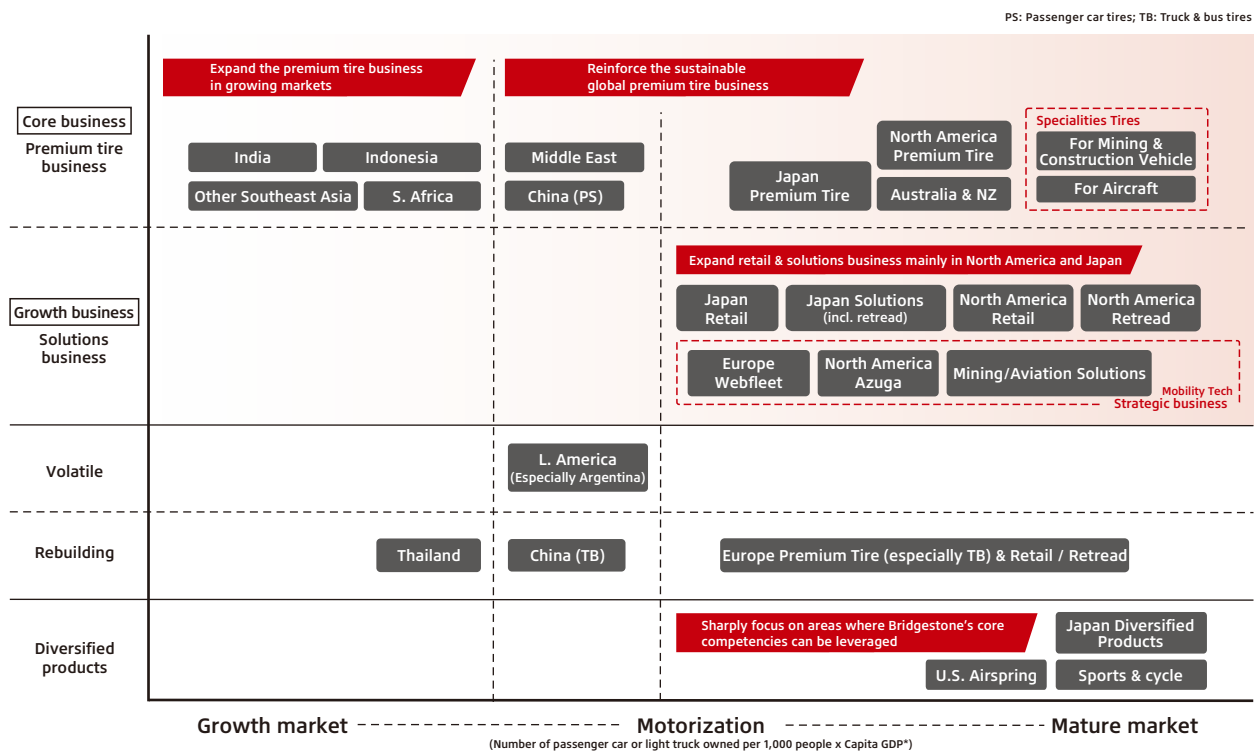 PS: Passenger car tires; TB: Truck & bus tires
Expand the premium tire business
in growing markets
Reinforce the sustainable
global premium tire business
Core business
Premium tire
business
India
Indonesia
Other Southeast Asia
S. Africa
Middle East
China (PS)
Japan
Premium Tire
North America
Premium Tire
Australia & NZ
Specialities Tires
For Mining &
Construction Vehicle
For Aircraft
Expand retail & solutions business mainly in North America and Japan
Growth business
Solutions
business
Japan
Retail
Japan Solutions
(incl. retread)
North America
Retail
North America
Retread
Europe
Webfleet
North America
Azuga
Mining/Aviation Solutions
Mobility Tech
Strategic business
Volatile
L. America
(Especially Argentina)
Rebuilding
Thailand
China (TB)
Europe Premium Tire (especially TB) & Retail / Retread
Diversified
products
Sharply focus on areas where Bridgestone's core
competencies can be leveraged
Japan Diversified
Products
U.S. Airspring
Sports & cycle
Growth market
Motorization
Mature market
(Number of passenger car or light truck owned per 1,000 people x Capita GDP*)